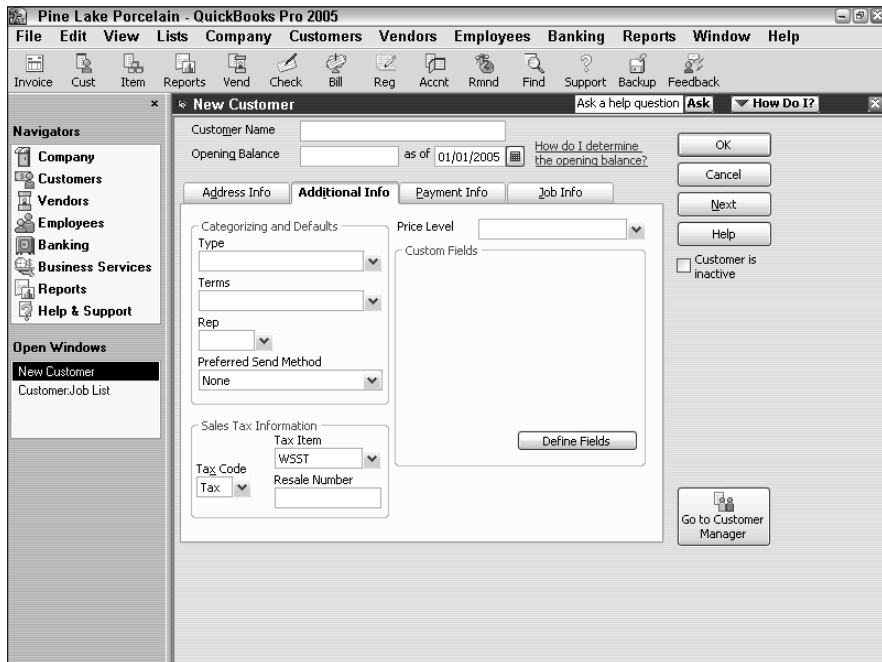 Pine Lake Porcelain - QuickBooks Pro 2005
File Edit View Lists Company Customers Vendors Employees Banking Reports Window Help
Invoice Cust Item Reports Vend Check Bill Reg Accnt Rmnd Find Support Backup Feedback
New Customer Ask a help question Ask How Do I?
Navigators
Company
Customers
Vendors
Employees
Banking
Business Services
Reports
Help & Support
Open Windows
New Customer
Customer:Job List
Customer Name
Opening Balance as of 01/01/2005 How do I determine
the opening balance?
Address Info Additional Info Payment Info Job Info
Categorizing and Defaults
Type
Terms
Rep
Preferred Send Method
None
Sales Tax Information
Tax Item
WSST
Tax Code
Tax
Resale Number
Price Level
Custom Fields
Define Fields
OK
Cancel
Next
Help
Customer is
inactive
Go to Customer
Manager